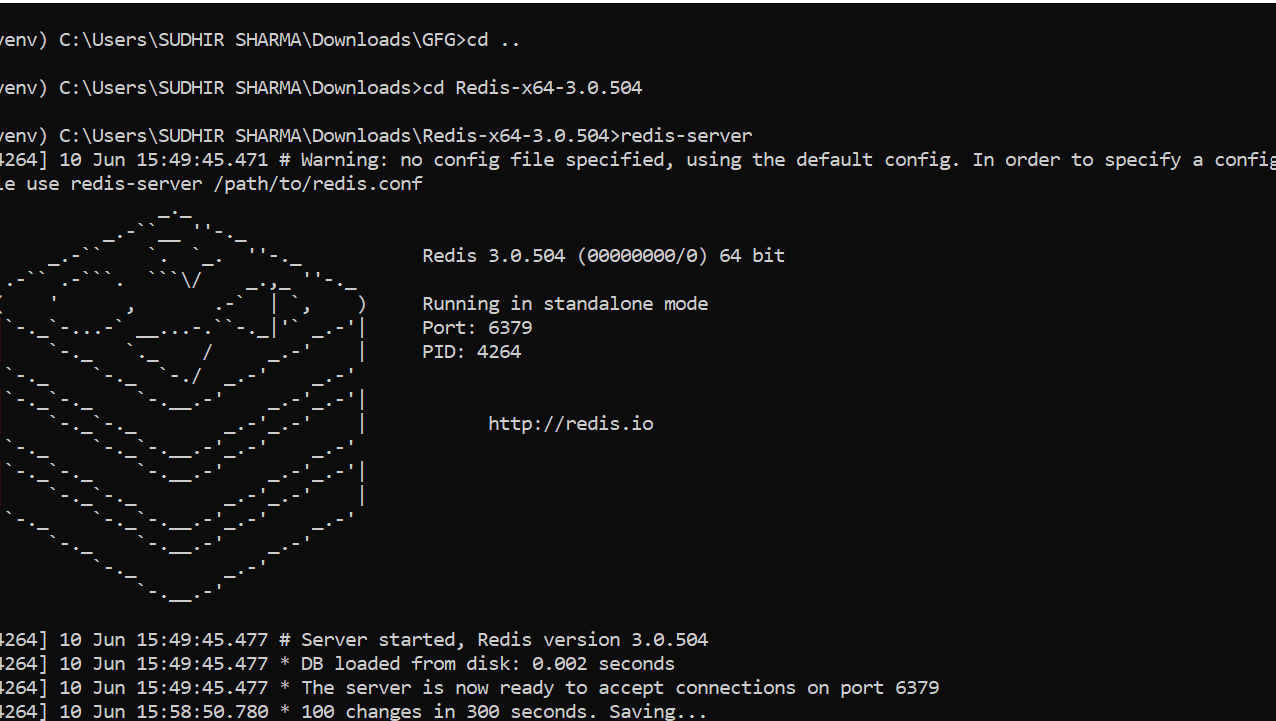 venv) C:\Users\SUDHIR SHARMA\Downloads\GFG>cd ..
venv) C:\Users\SUDHIR SHARMA\Downloads>cd Redis-x64-3.0.504
venv) C:\Users\SUDHIR SHARMA\Downloads\Redis-x64-3.0.504>redis-server
4264] 10 Jun 15:49:45.471 # Warning: no config file specified, using the default config. In order to specify a config
le use redis-server /path/to/redis.conf
Redis 3.0.504 (00000000/0) 64 bit
Running in standalone mode
Port: 6379
PID: 4264
http://redis.io
4264] 10 Jun 15:49:45.477 # Server started, Redis version 3.0.504
4264] 10 Jun 15:49:45.477 * DB loaded from disk: 0.002 seconds
4264] 10 Jun 15:49:45.477 * The server is now ready to accept connections on port 6379
4264] 10 Jun 15:58:50.780 * 100 changes in 300 seconds. Saving...